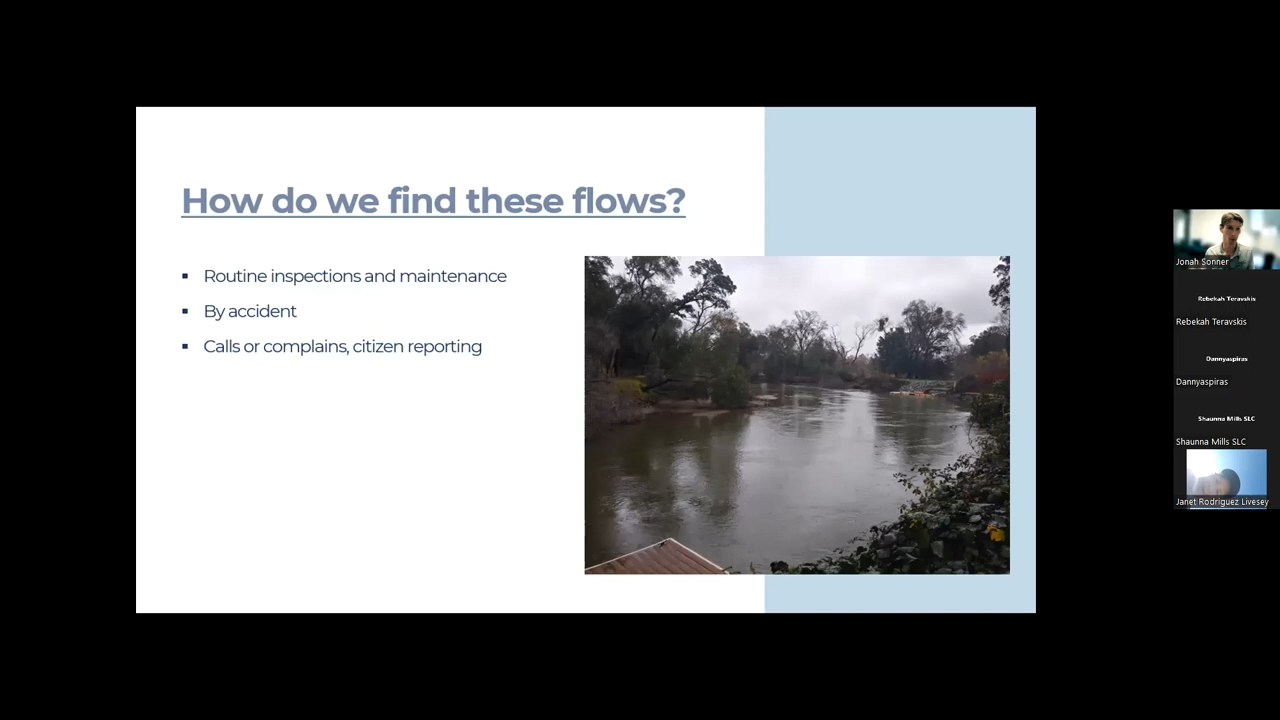 How do we find these flows?
▪ Routine inspections and maintenance
▪ By accident
▪ Calls or complains, citizen reporting
Jonah Sonner
Rebekah Teravskis
Rebekah Teravskis
Dannyaspiras
Dannyaspiras
Shaunna Mills SLC
Shaunna Mills SLC
Janet Rodriguez Livesey